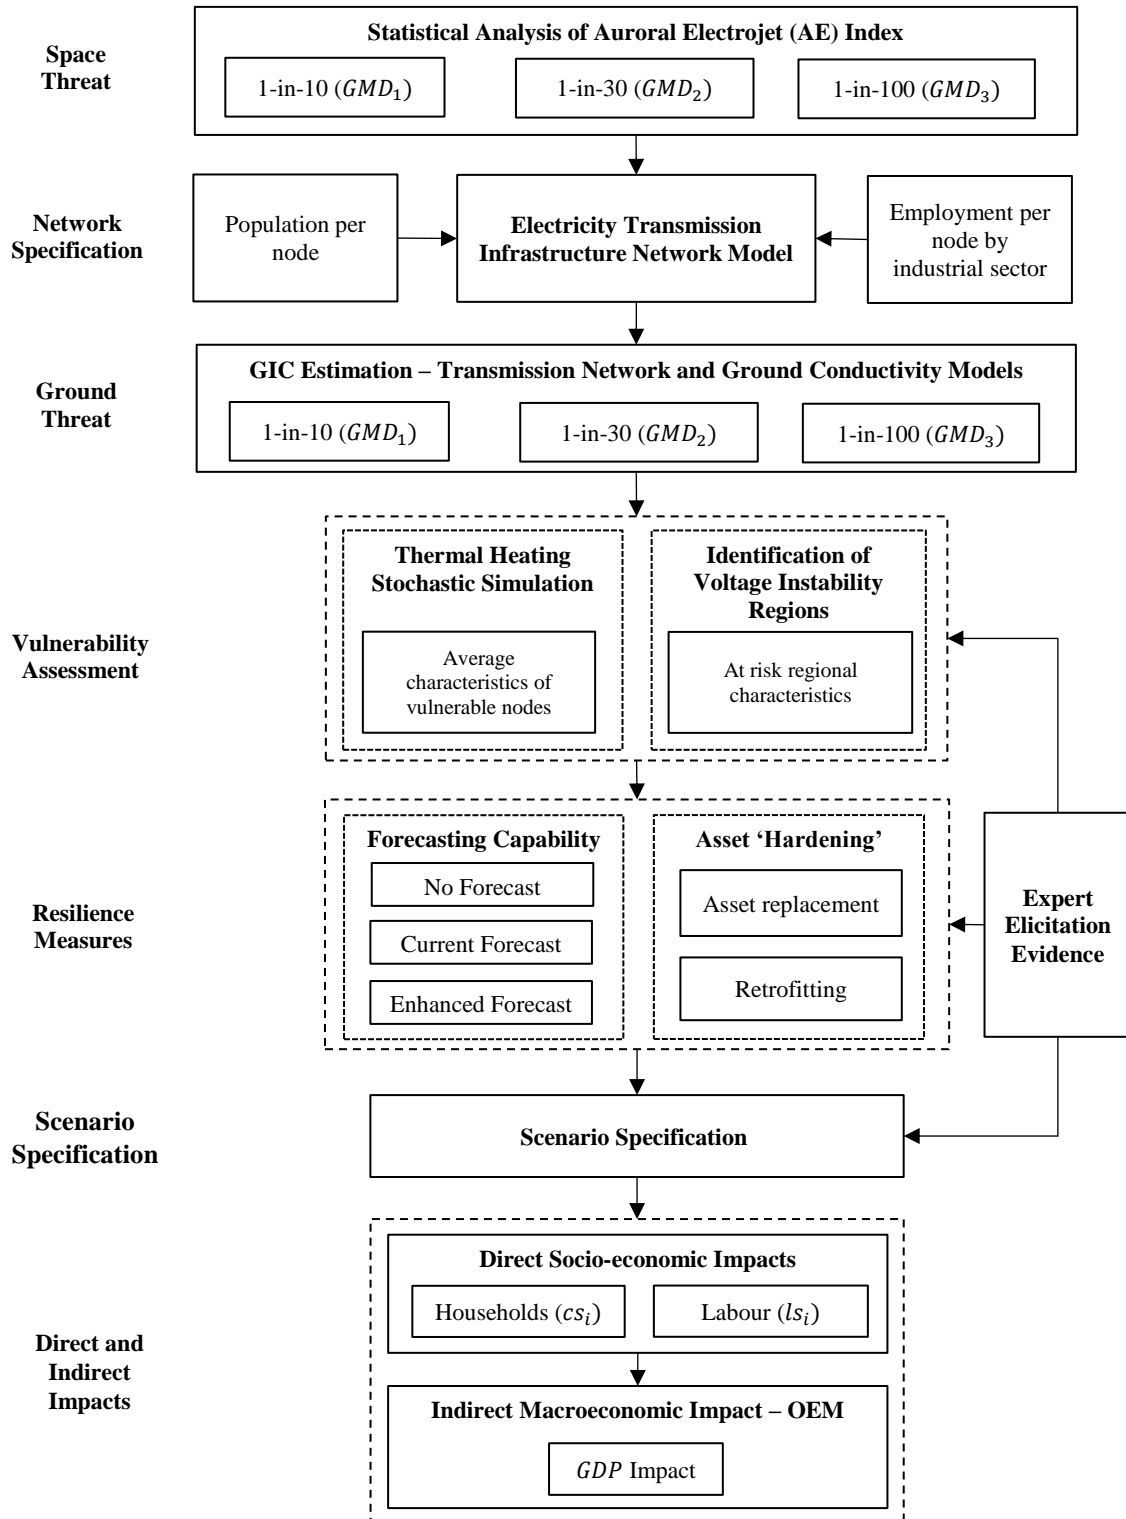 Space
Threat
Statistical Analysis of Auroral Electrojet (AE) Index
1-in-10 (GMD₁)
1-in-30 (GMD₂)
1-in-100 (GMD₃)
Network
Specification
Population per
node
Electricity Transmission
Infrastructure Network Model
Employment per
node by
industrial sector
Ground
Threat
GIC Estimation – Transmission Network and Ground Conductivity Models
1-in-10 (GMD₁)
1-in-30 (GMD₂)
1-in-100 (GMD₃)
Vulnerability
Assessment
Thermal Heating
Stochastic Simulation
Average
characteristics of
vulnerable nodes
Identification of
Voltage Instability
Regions
At risk regional
characteristics
Resilience
Measures
Forecasting Capability
No Forecast
Current Forecast
Enhanced Forecast
Asset ‘Hardening’
Asset replacement
Retrofitting
Expert
Elicitation
Evidence
Scenario
Specification
Scenario Specification
Direct and
Indirect
Impacts
Direct Socio-economic Impacts
Households (csᵢ)
Labour (lsᵢ)
Indirect Macroeconomic Impact – OEM
GDP Impact